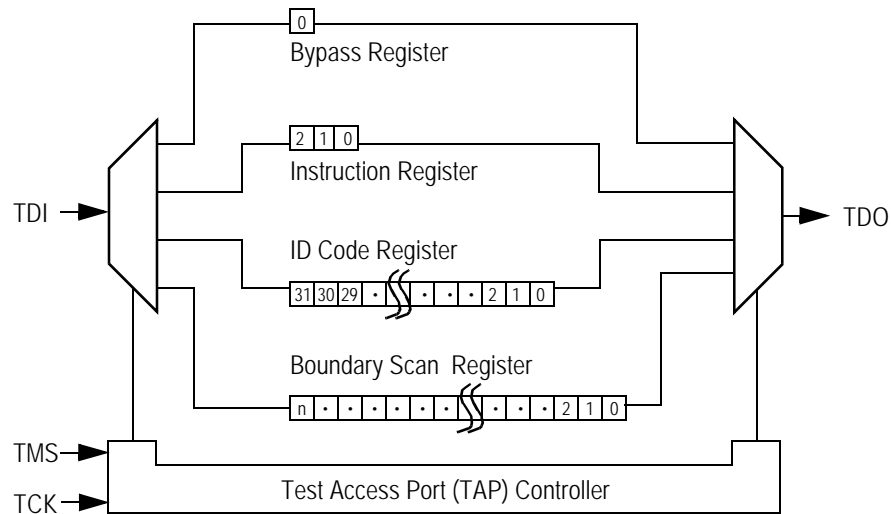 0
Bypass Register
2 1 0
Instruction Register
TDI
TDO
ID Code Register
31 30 29 · · · · 2 1 0
Boundary Scan Register
n · · · · · · · · · 2 1 0
TMS
TCK
Test Access Port (TAP) Controller